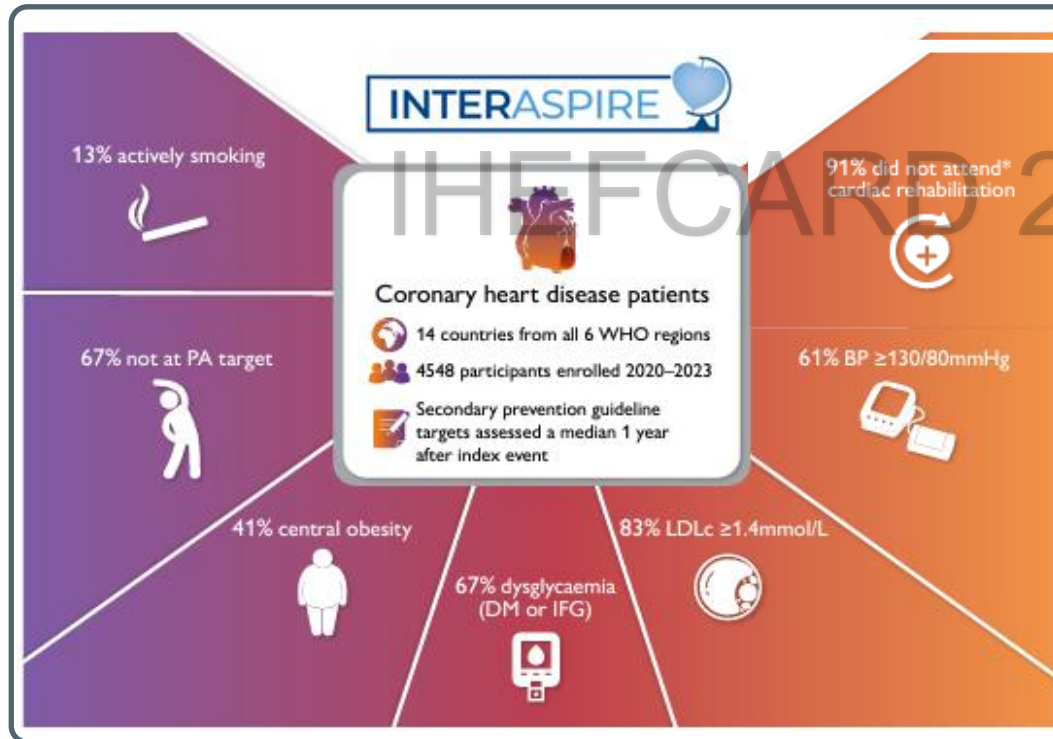 INTERASPIRE
IHEFCARD 2
Coronary heart disease patients
14 countries from all 6 WHO regions
4548 participants enrolled 2020–2023
Secondary prevention guideline
targets assessed a median 1 year
after index event
13% actively smoking
67% not at PA target
41% central obesity
67% dysglycaemia
(DM or IFG)
83% LDLc ≥1.4mmol/L
61% BP ≥130/80mmHg
91% did not attend*
cardiac rehabilitation